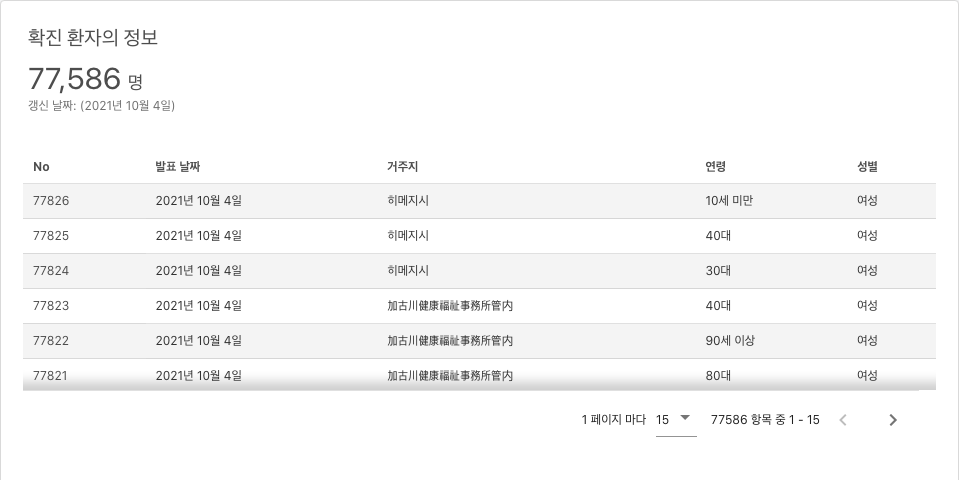 확진 환자의 정보
77,586 명
갱신 날짜: (2021년 10월 4일)
No 발표 날짜 거주지 연령 성별
77826 2021년 10월 4일 히메지시 10세 미만 여성
77825 2021년 10월 4일 히메지시 40대 여성
77824 2021년 10월 4일 히메지시 30대 여성
77823 2021년 10월 4일 加古川健康福祉事務所管内 40대 여성
77822 2021년 10월 4일 加古川健康福祉事務所管内 90세 이상 여성
77821 2021년 10월 4일 加古川健康福祉事務所管内 80대 여성
1 페이지 마다 15 77586 항목 중 1 - 15